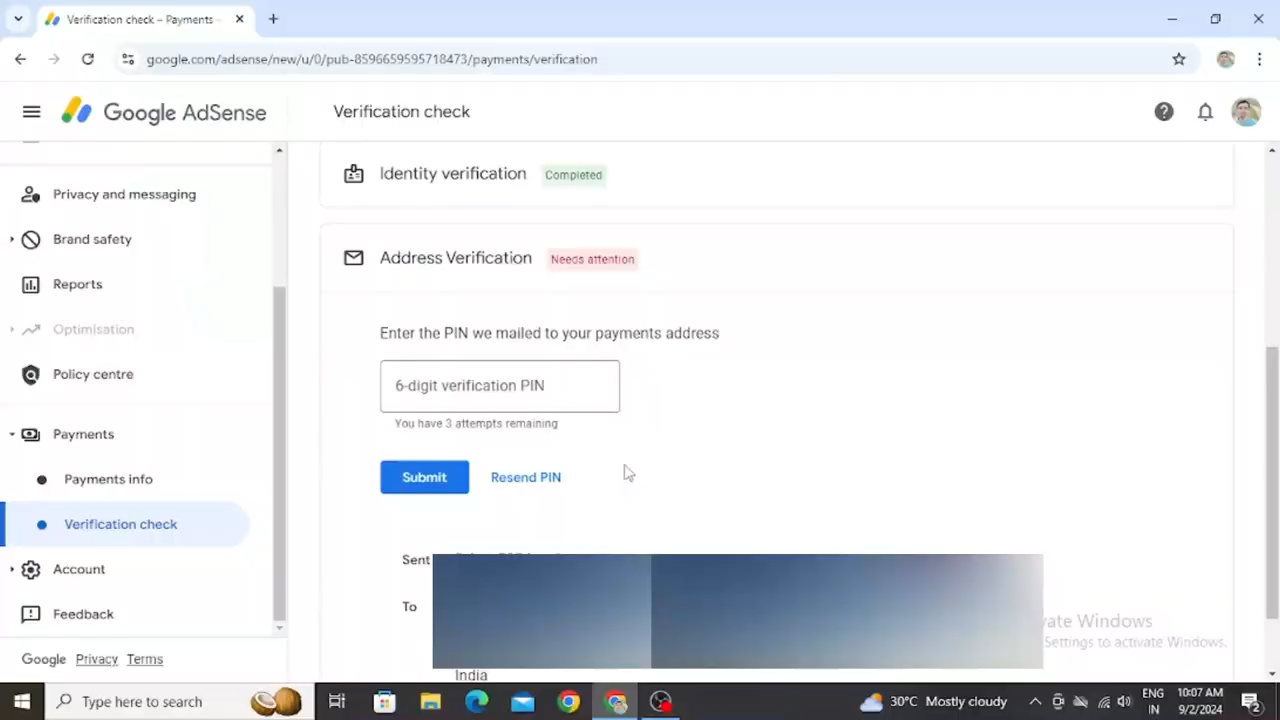 Verification check – Payments
google.com/adsense/new/u/0/pub-8596659595718473/payments/verification
Google AdSense
Verification check
Privacy and messaging
Brand safety
Reports
Optimisation
Policy centre
Payments
Payments info
Verification check
Account
Feedback
Google Privacy Terms
Identity verification Completed
Address Verification Needs attention
Enter the PIN we mailed to your payments address
6-digit verification PIN
You have 3 attempts remaining
Submit Resend PIN
Sent
To
India
vate Windows
Settings to activate Windows.
Type here to search
30°C Mostly cloudy
ENG
IN
10:07 AM
9/2/2024
2